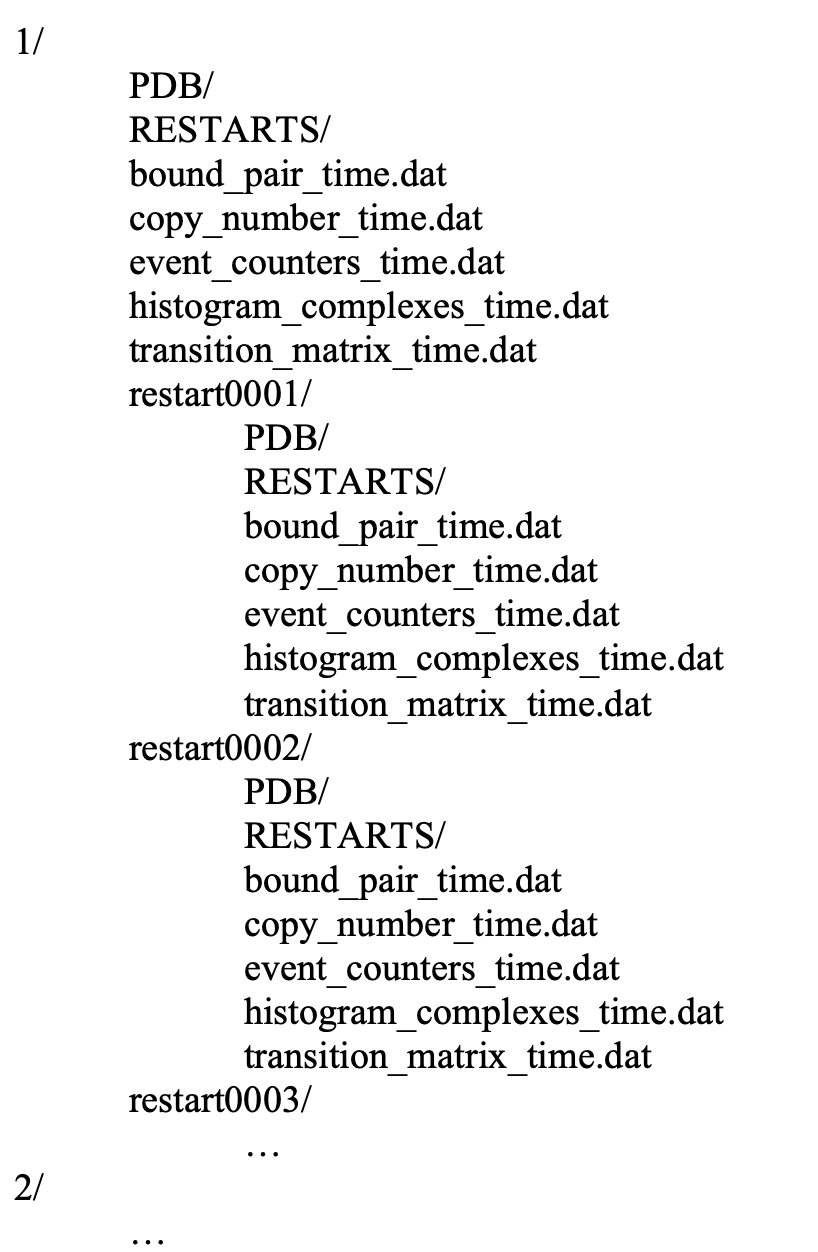 1/
PDB/
RESTARTS/
bound_pair_time.dat
copy_number_time.dat
event_counters_time.dat
histogram_complexes_time.dat
transition_matrix_time.dat
restart0001/
PDB/
RESTARTS/
bound_pair_time.dat
copy_number_time.dat
event_counters_time.dat
histogram_complexes_time.dat
transition_matrix_time.dat
restart0002/
PDB/
RESTARTS/
bound_pair_time.dat
copy_number_time.dat
event_counters_time.dat
histogram_complexes_time.dat
transition_matrix_time.dat
restart0003/
…
2/
…